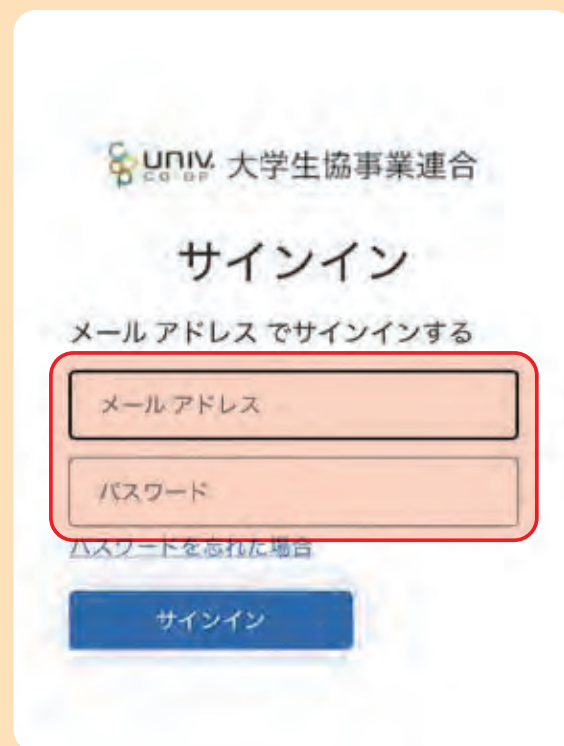 UNIV. CO-OP 大学生協事業連合
サインイン
メール アドレス でサインインする
メール アドレス
パスワード
パスワードを忘れた場合
サインイン